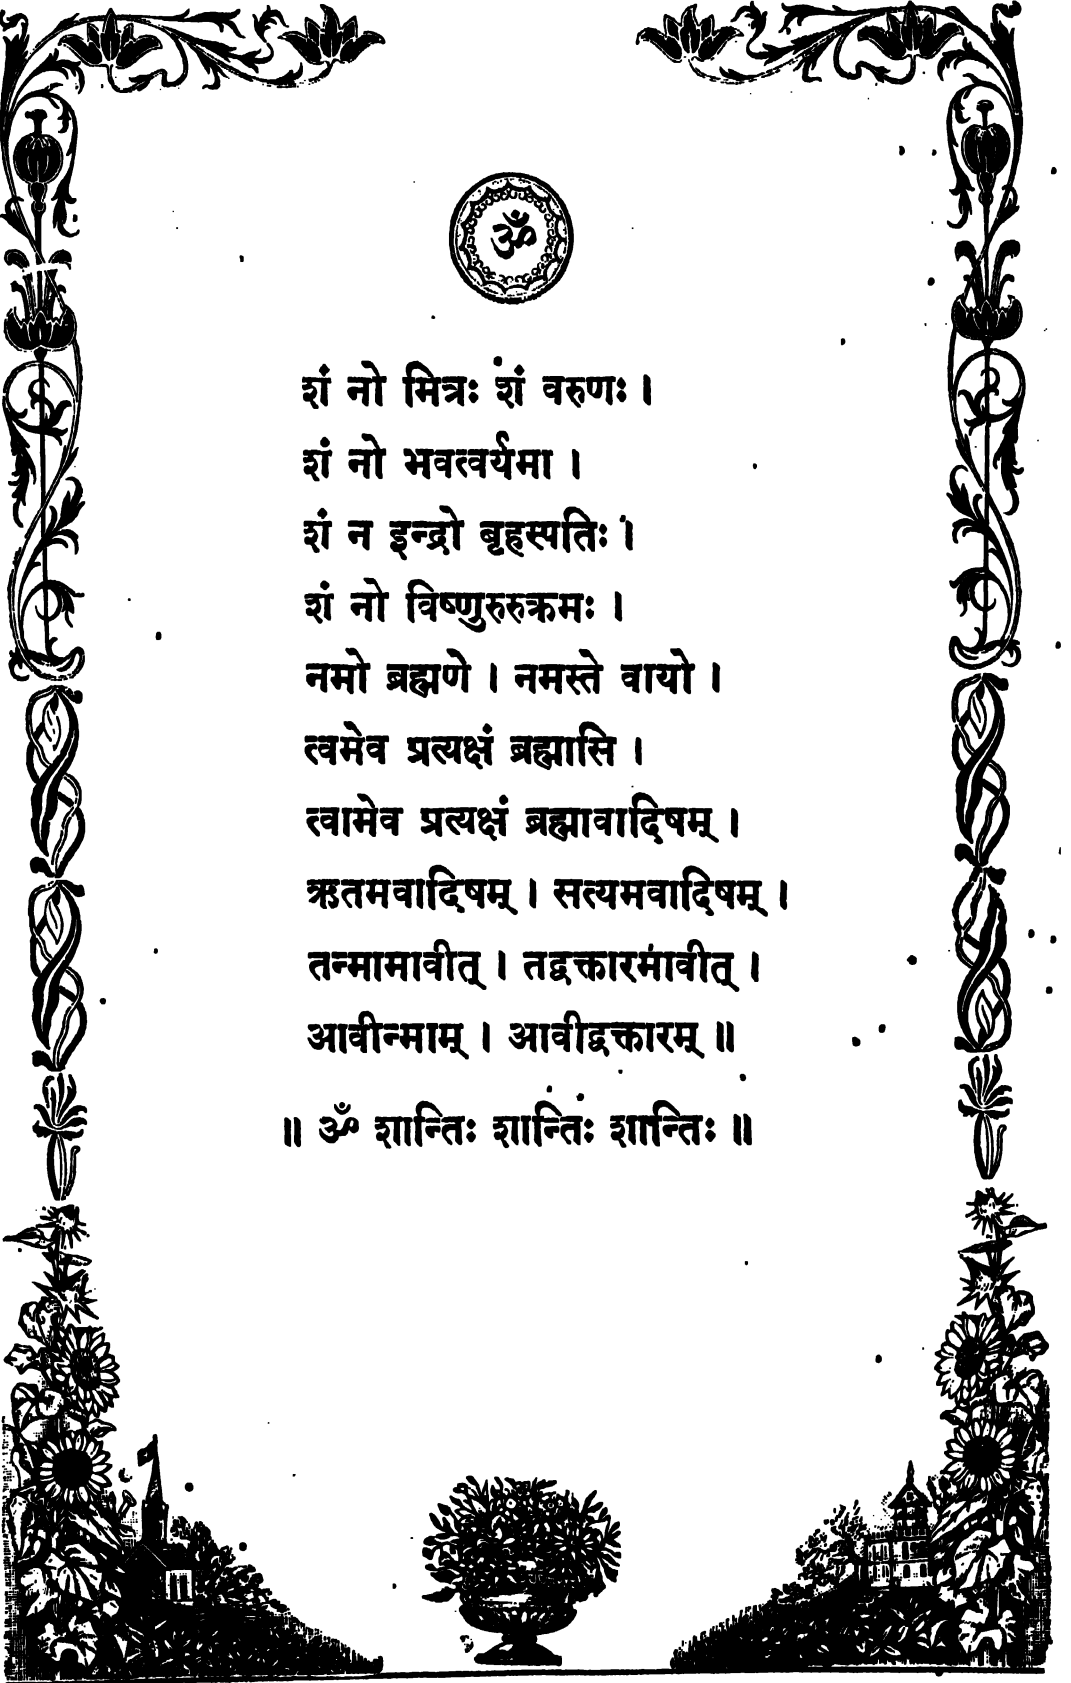 ॐ
शं नो मित्रः शं वरुणः ।
शं नो भवत्वर्यमा ।
शं न इन्द्रो बृहस्पतिः ।
शं नो विष्णुरुरुक्रमः ।
नमो ब्रह्मणे । नमस्ते वायो ।
त्वमेव प्रत्यक्षं ब्रह्मासि ।
त्वामेव प्रत्यक्षं ब्रह्मावादिषम् ।
ऋतमवादिषम् । सत्यमवादिषम् ।
तन्मामावीत् । तद्वक्तारमावीत् ।
आवीन्माम् । आवीद्वक्तारम् ॥
॥ ॐ शान्तिः शान्तिः शान्तिः ॥